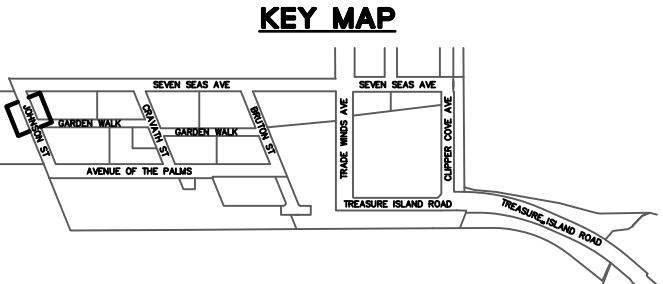 KEY MAP
SEVEN SEAS AVE
SEVEN SEAS AVE
JOHNSON ST
GARDEN WALK
CRAVATH ST
GARDEN WALK
BRUTON ST
TRADE WINDS AVE
CLIPPER COVE AVE
AVENUE OF THE PALMS
TREASURE ISLAND ROAD
TREASURE ISLAND ROAD